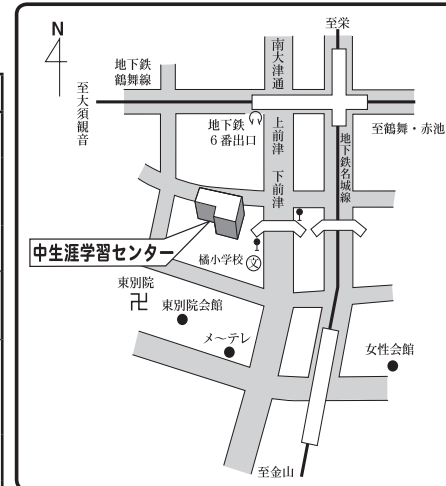 N
至栄
地下鉄
鶴舞線
南大津通
至大須観音
地下鉄
6番出口
上前津
至鶴舞・赤池
地下鉄名城線
下前津
中生涯学習センター
橘小学校
文
東別院
卍
東別院会館
メ～テレ
女性会館
至金山